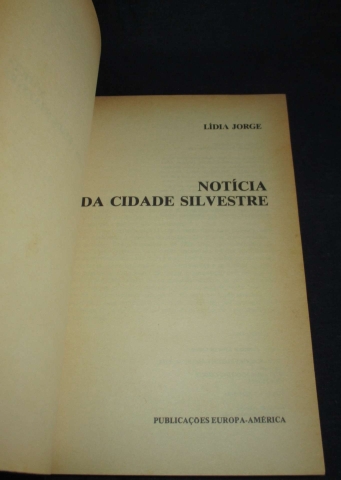 LÍDIA JORGE
NOTÍCIA
DA CIDADE SILVESTRE
PUBLICAÇÕES EUROPA-AMÉRICA